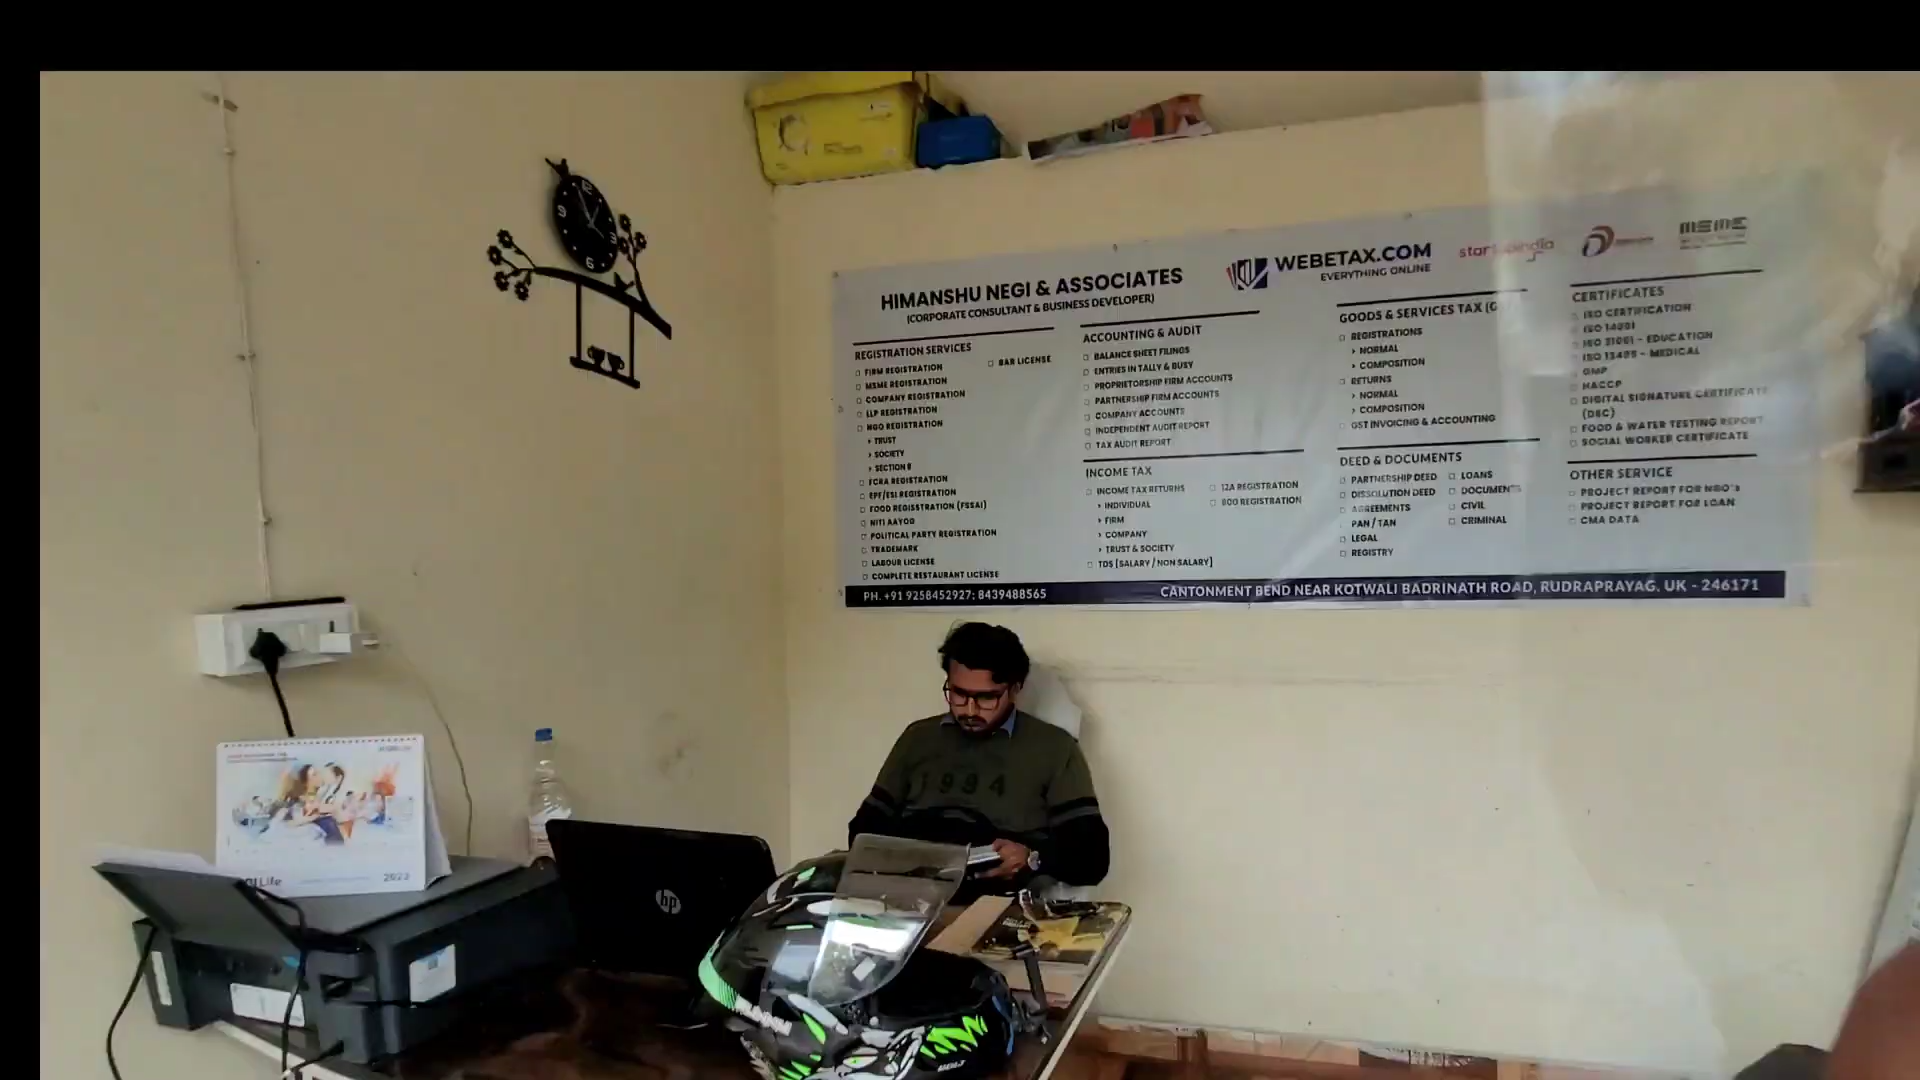 HIMANSHU NEGI & ASSOCIATES
(CORPORATE CONSULTANT & BUSINESS DEVELOPER)
WEBETAX.COM
EVERYTHING ONLINE
startupindia
REGISTRATION SERVICES
FIRM REGISTRATION
MSME REGISTRATION
COMPANY REGISTRATION
LLP REGISTRATION
NGO REGISTRATION
TRUST
SOCIETY
SECTION 8
FCRA REGISTRATION
EPF/ESI REGISTRATION
FOOD REGISSTRATION (FSSAI)
NITI AAYOG
POLITICAL PARTY REGISTRATION
TRADEMARK
LABOUR LICENSE
COMPLETE RESTAURANT LICENSE
BAR LICENSE
ACCOUNTING & AUDIT
BALANCE SHEET FILINGS
ENTRIES IN TALLY & BUSY
PROPRIETORSHIP FIRM ACCOUNTS
PARTNERSHIP FIRM ACCOUNTS
COMPANY ACCOUNTS
INDEPENDENT AUDIT REPORT
TAX AUDIT REPORT
INCOME TAX
INCOME TAX RETURNS
INDIVIDUAL
FIRM
COMPANY
TRUST & SOCIETY
TDS [SALARY / NON SALARY]
12A REGISTRATION
80G REGISTRATION
GOODS & SERVICES TAX (G
REGISTRATIONS
NORMAL
COMPOSITION
RETURNS
NORMAL
COMPOSITION
GST INVOICING & ACCOUNTING
DEED & DOCUMENTS
PARTNERSHIP DEED
DISSOLUTION DEED
AGREEMENTS
PAN / TAN
LEGAL
REGISTRY
LOANS
DOCUMENTS
CIVIL
CRIMINAL
CERTIFICATES
ISO CERTIFICATION
ISO 14001
ISO 21001 - EDUCATION
ISO 13485 - MEDICAL
GMP
HACCP
DIGITAL SIGNATURE CERTIFICATE
(DSC)
FOOD & WATER TESTING REPORT
SOCIAL WORKER CERTIFICATE
OTHER SERVICE
PROJECT REPORT FOR NGO's
PROJECT REPORT FOR LOAN
CMA DATA
PH. +91 9258452927; 8439488565
CANTONMENT BEND NEAR KOTWALI BADRINATH ROAD, RUDRAPRAYAG. UK - 246171
12
3
6
9
1994
Life
2023
hp